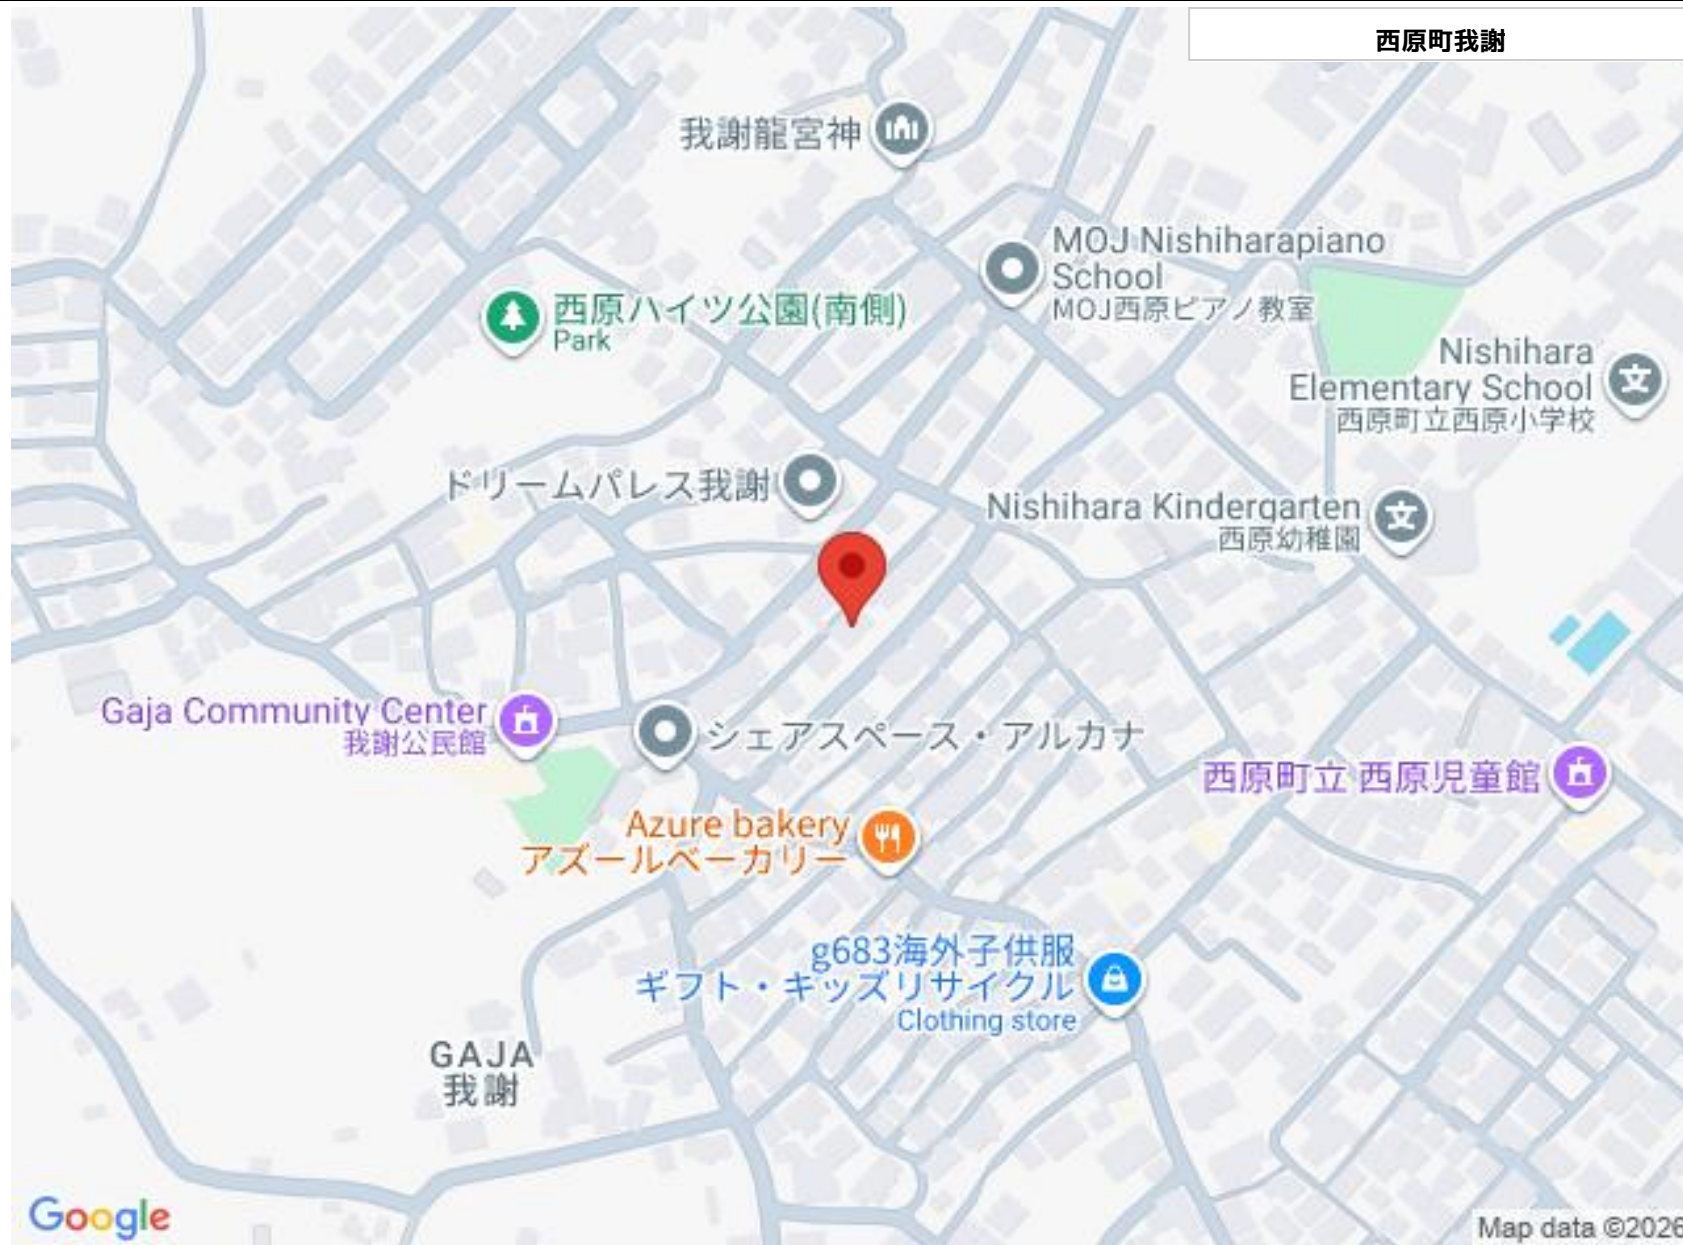 西原町我謝
我謝龍宮神
MOJ Nishiharapiano
School
MOJ西原ピアノ教室
西原ハイツ公園(南側)
Park
Nishihara
Elementary School
西原町立西原小学校
ドリームパレス我謝
Nishihara Kindergarten
西原幼稚園
Gaja Community Center
我謝公民館
シェアスペース・アルカナ
西原町立 西原児童館
Azure bakery
アズールベーカリー
g683海外子供服
ギフト・キッズリサイクル
Clothing store
GAJA
我謝
Google
Map data ©2026